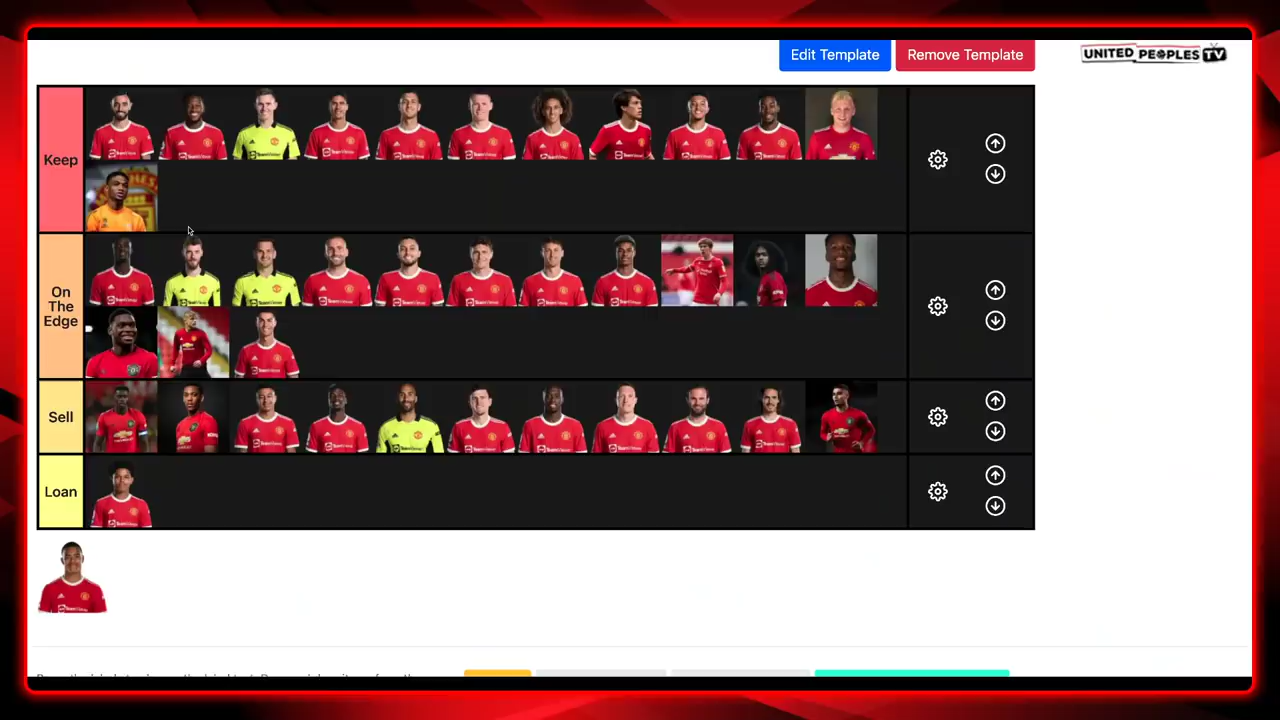 Edit Template
Remove Template
UNITED PEOPLES TV
Keep
On
The
Edge
Sell
Loan